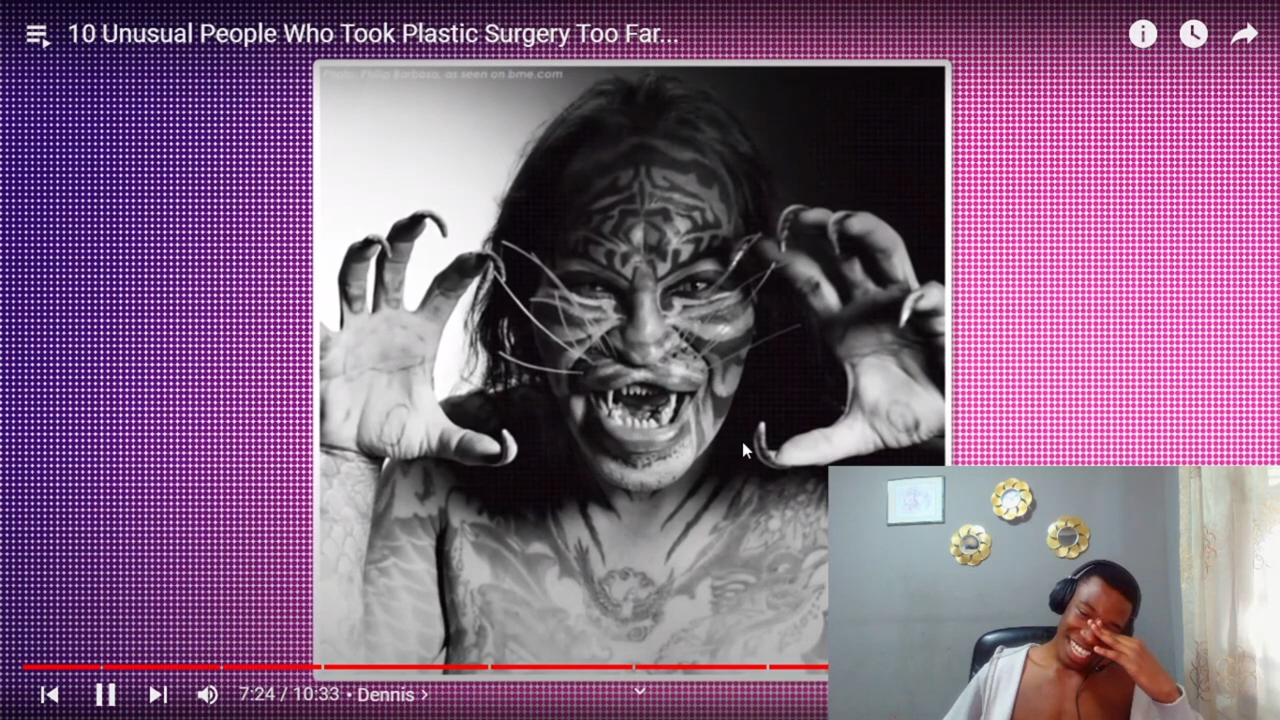 10 Unusual People Who Took Plastic Surgery Too Far...
Photo: Philip Barbosa, as seen on bme.com
7:24 / 10:33 • Dennis >